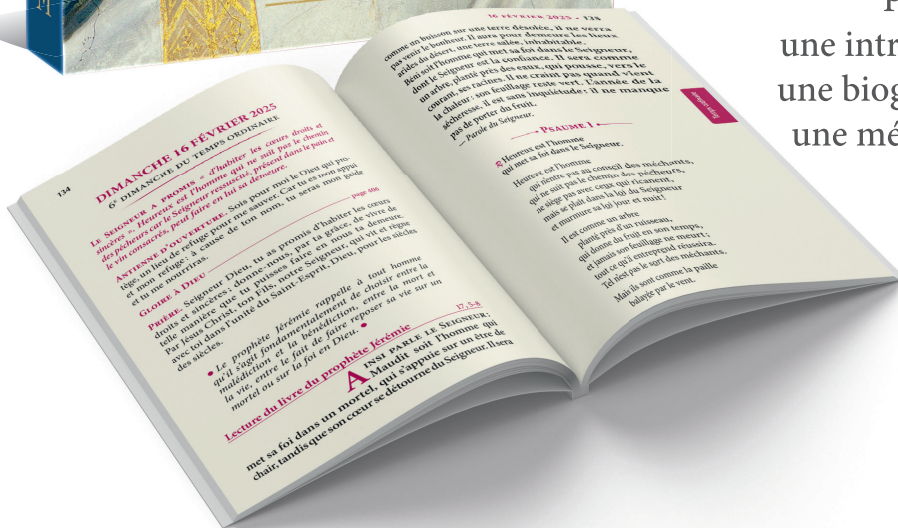 134
DIMANCHE 16 FÉVRIER 2025
6e DIMANCHE DU TEMPS ORDINAIRE
LE SEIGNEUR A PROMIS « d'habiter les cœurs droits et
sincères ». Heureux est l'homme qui ne suit pas le chemin
des pécheurs car le Seigneur ressuscité, présent dans le pain et
le vin consacrés, peut faire en lui sa demeure.
ANTIENNE D'OUVERTURE. Sois pour moi le Dieu qui pro-
tège, un lieu de refuge pour me sauver. Car tu es mon appui
et mon refuge : à cause de ton nom, tu seras mon guide
et tu me nourriras.
GLOIRE À DIEU page 406
PRIÈRE. Seigneur Dieu, tu as promis d'habiter les cœurs
droits et sincères ; donne-nous, par ta grâce, de vivre de
telle manière que tu puisses faire en nous ta demeure.
Par Jésus Christ, ton Fils, notre Seigneur, qui vit et règne
avec toi dans l'unité du Saint-Esprit, Dieu, pour les siècles
des siècles.
• Le prophète Jérémie rappelle à tout homme
qu'il s'agit fondamentalement de choisir entre la
malédiction et la bénédiction, entre la mort et
la vie, entre le fait de faire reposer sa vie sur un
mortel ou sur la foi en Dieu. •
Lecture du livre du prophète Jérémie 17, 5-8
AINSI PARLE LE SEIGNEUR :
Maudit soit l'homme qui
met sa foi dans un mortel, qui s'appuie sur un être de
chair, tandis que son cœur se détourne du Seigneur. Il sera
16 FÉVRIER 2025 - 138
comme un buisson sur une terre désolée, il ne verra
pas venir le bonheur. Il aura pour demeure les lieux
arides du désert, une terre salée, inhabitable.
Béni soit l'homme qui met sa foi dans le Seigneur,
dont le Seigneur est la confiance. Il sera comme
un arbre, planté près des eaux, qui pousse, vers le
courant, ses racines. Il ne craint pas quand vient
la chaleur : son feuillage reste vert. L'année de la
sécheresse, il est sans inquiétude : il ne manque
pas de porter du fruit.
– Parole du Seigneur.
PSAUME 1
℟ Heureux est l'homme
qui met sa foi dans le Seigneur.
Heureux est l'homme
qui n'entre pas au conseil des méchants,
qui ne suit pas le chemin des pécheurs,
ne siège pas avec ceux qui ricanent,
mais se plaît dans la loi du Seigneur
et murmure sa loi jour et nuit !
Il est comme un arbre
planté près d'un ruisseau,
qui donne du fruit en son temps,
et jamais son feuillage ne meurt ;
tout ce qu'il entreprend réussira.
Tel n'est pas le sort des méchants,
Mais ils sont comme la paille
balayée par le vent.
Temps ordinaire
une intr
une biog
une mé